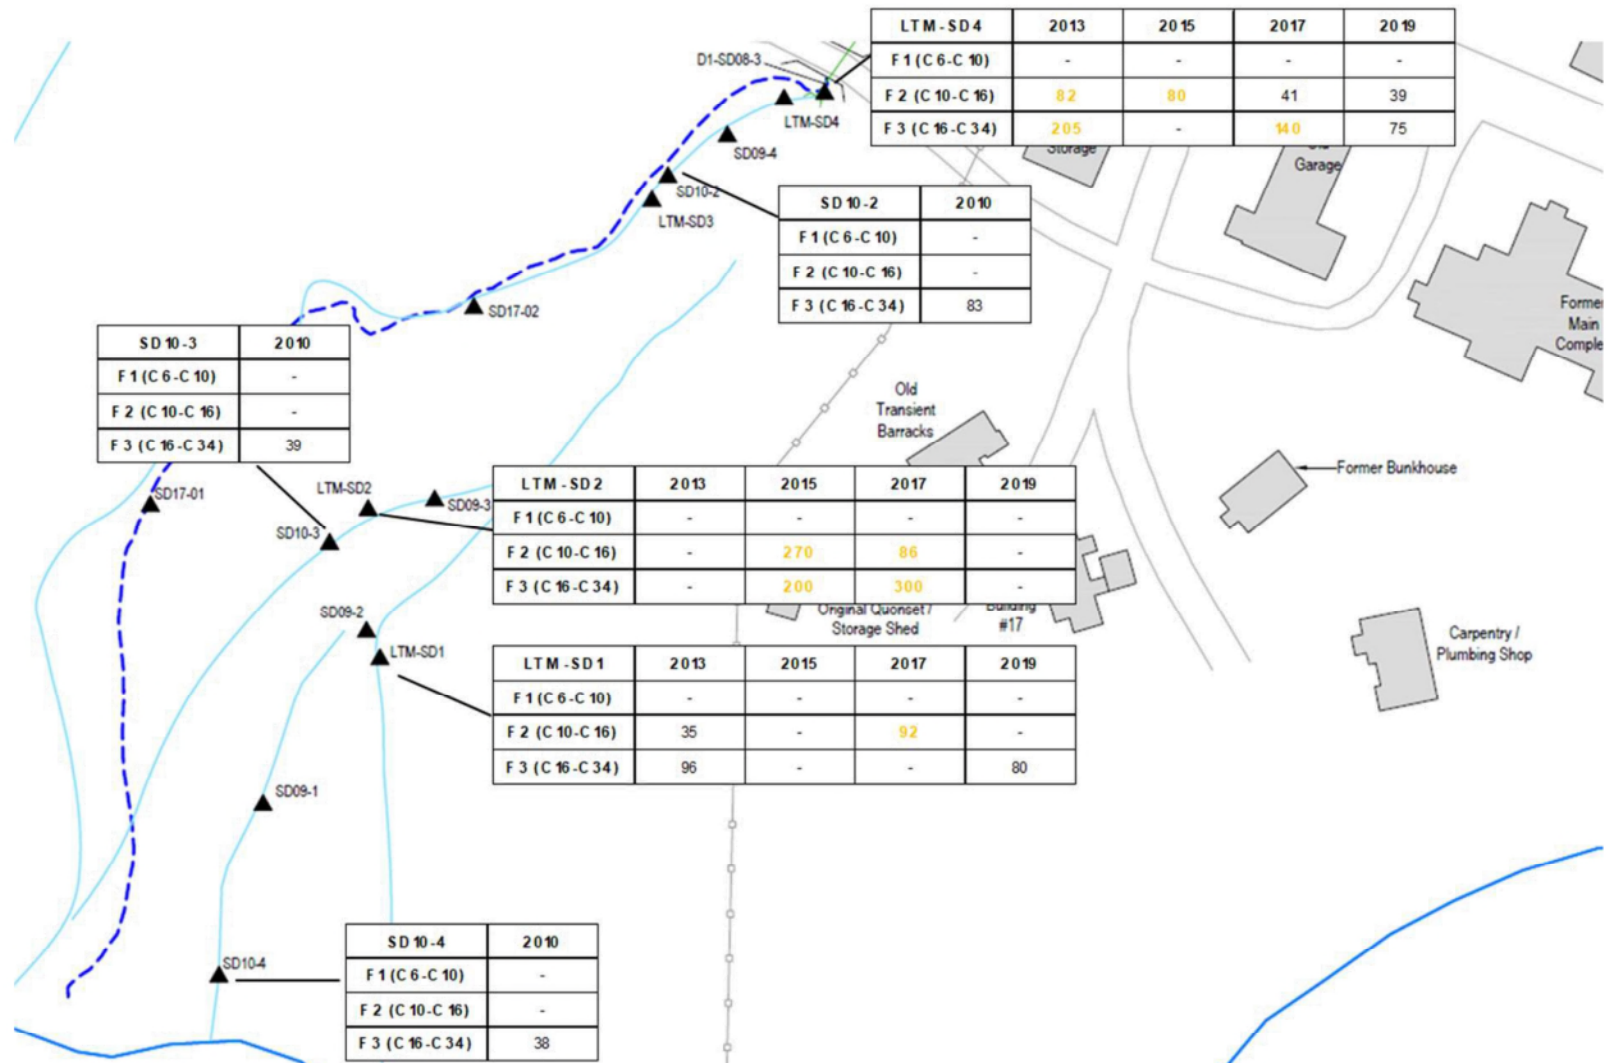 LTM-SD4 2013 2015 2017 2019
F1 (C6-C10) - - - -
F2 (C10-C16) 82 80 41 39
F3 (C16-C34) 205 - 140 75
D1-SD08-3
LTM-SD4
SD09-4
SD10-2
LTM-SD3
Storage
Garage
SD10-2 2010
F1 (C6-C10) -
F2 (C10-C16) -
F3 (C16-C34) 83
SD17-02
Former
Main
Comple
SD10-3 2010
F1 (C6-C10) -
F2 (C10-C16) -
F3 (C16-C34) 39
Old
Transient
Barracks
Former Bunkhouse
SD17-01
LTM-SD2
SD09-3
SD10-3
LTM-SD2 2013 2015 2017 2019
F1 (C6-C10) - - - -
F2 (C10-C16) - 270 86 -
F3 (C16-C34) - 200 300 -
Original Quonset /
Storage Shed
Building
#17
Carpentry /
Plumbing Shop
SD09-2
LTM-SD1
LTM-SD1 2013 2015 2017 2019
F1 (C6-C10) - - - -
F2 (C10-C16) 35 - 92 -
F3 (C16-C34) 96 - - 80
SD09-1
SD10-4
SD10-4 2010
F1 (C6-C10) -
F2 (C10-C16) -
F3 (C16-C34) 38